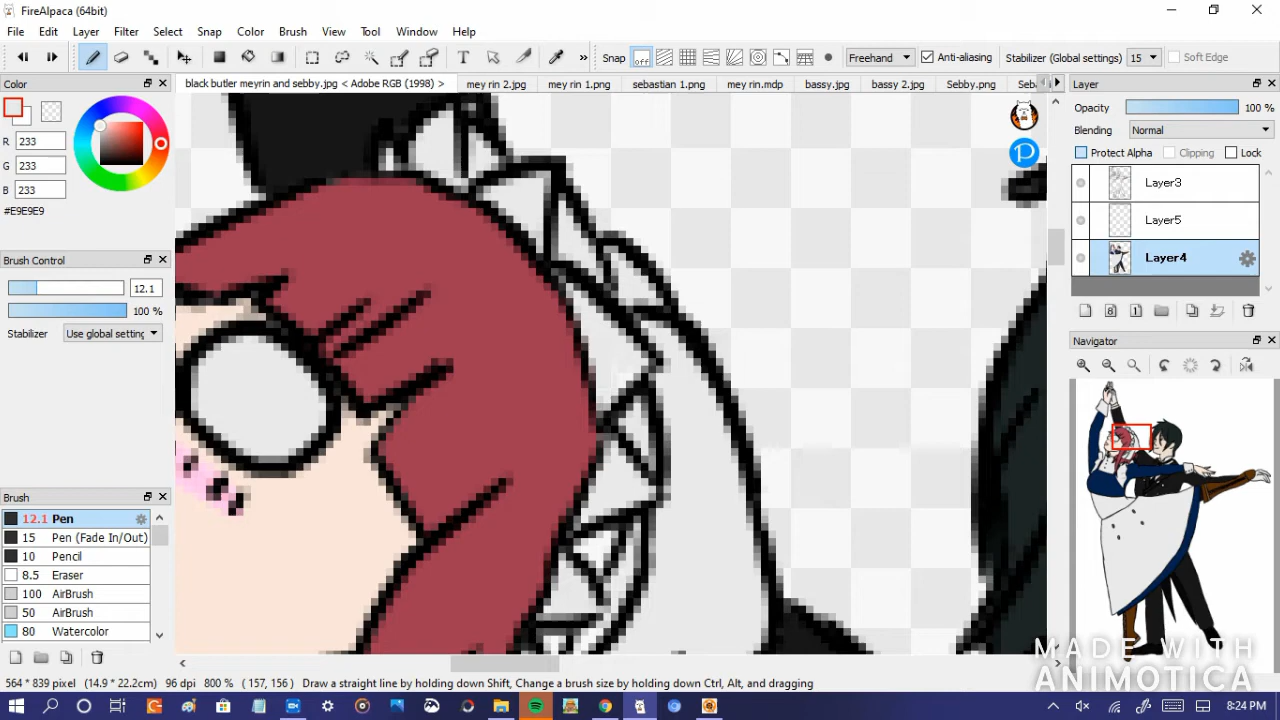 FireAlpaca (64bit)
File Edit Layer Filter Select Snap Color Brush View Tool Window Help
T » Snap off Freehand Anti-aliasing Stabilizer (Global settings) 15 Soft Edge
Color
black butler meyrin and sebby.jpg < Adobe RGB (1998) > mey rin 2.jpg mey rin 1.png sebastian 1.png mey rin.mdp bassy.jpg bassy 2.jpg Sebby.png
Layer
Opacity 100 %
Blending Normal
Protect Alpha Clipping Lock
R 233
G 233
B 233
#E9E9E9
Layer3
Layer5
Layer4
Brush Control
12.1
100 %
Stabilizer Use global setting
Navigator
Brush
12.1 Pen
15 Pen (Fade In/Out)
10 Pencil
8.5 Eraser
100 AirBrush
50 AirBrush
80 Watercolor
MADE WITH
ANIMOTICA
564 * 839 pixel (14.9 * 22.2cm) 96 dpi 800 % ( 157, 156 ) Draw a straight line by holding down Shift, Change a brush size by holding down Ctrl, Alt, and dragging
8:24 PM